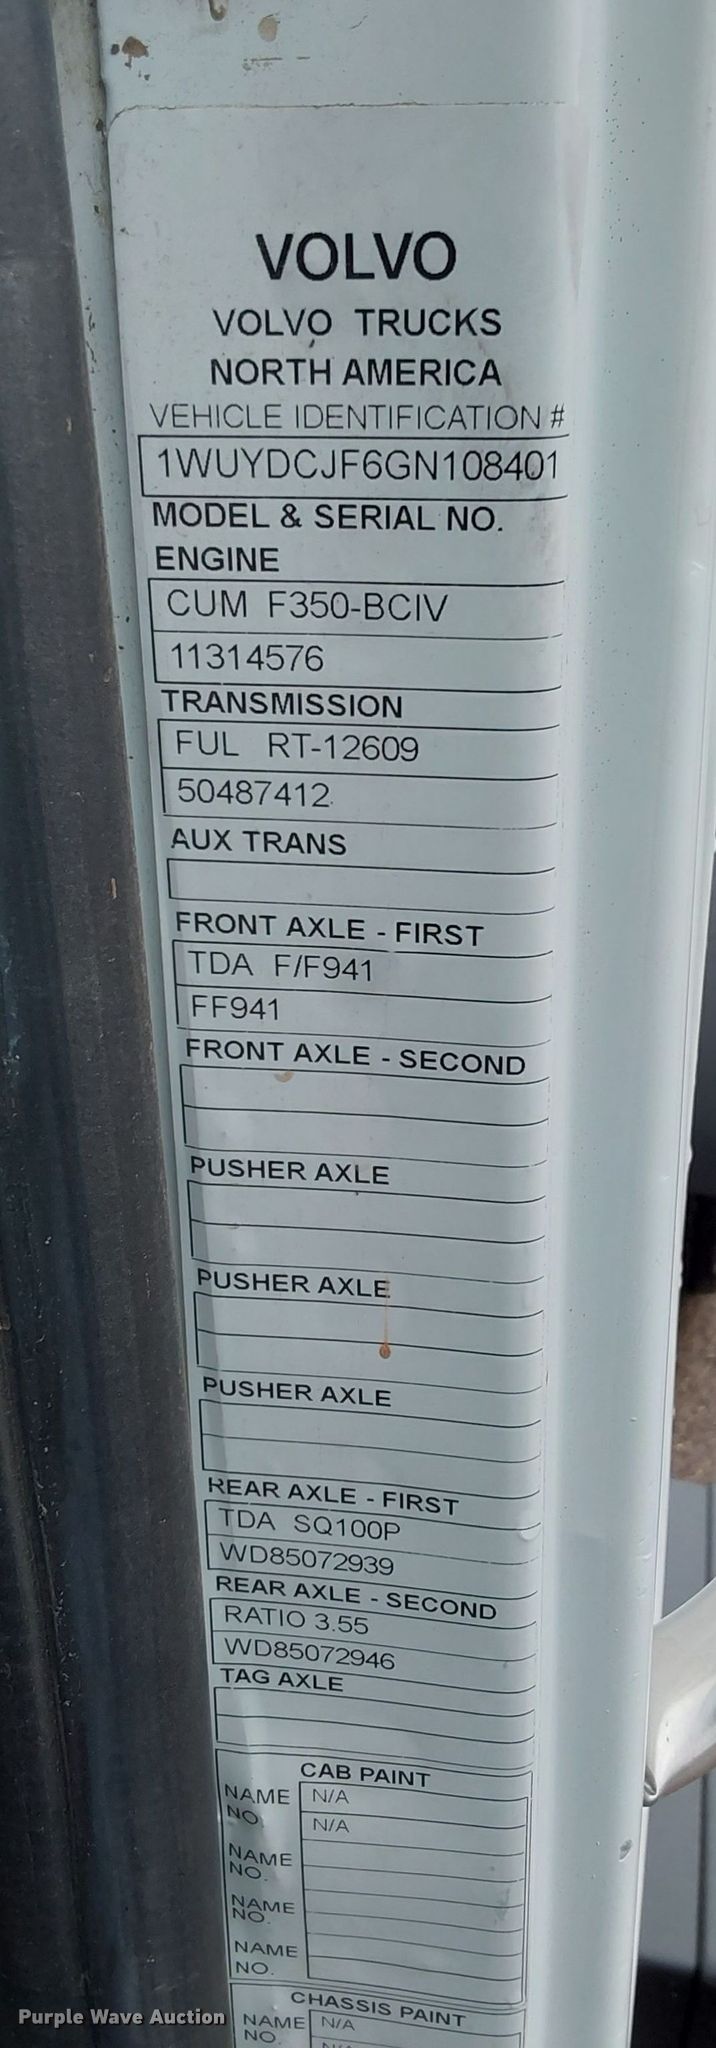 VOLVO
VOLVO TRUCKS
NORTH AMERICA
VEHICLE IDENTIFICATION #
1WUYDCJF6GN108401
MODEL & SERIAL NO.
ENGINE
CUM F350-BCIV
11314576
TRANSMISSION
FUL RT-12609
50487412
AUX TRANS
FRONT AXLE - FIRST
TDA F/F941
FF941
FRONT AXLE - SECOND
PUSHER AXLE
PUSHER AXLE
PUSHER AXLE
REAR AXLE - FIRST
TDA SQ100P
WD85072939
REAR AXLE - SECOND
RATIO 3.55
WD85072946
TAG AXLE
CAB PAINT
NAME N/A
NO. N/A
NAME
NO.
NAME
NO.
NAME
NO.
CHASSIS PAINT
NAME N/A
NO. N/A
Purple Wave Auction